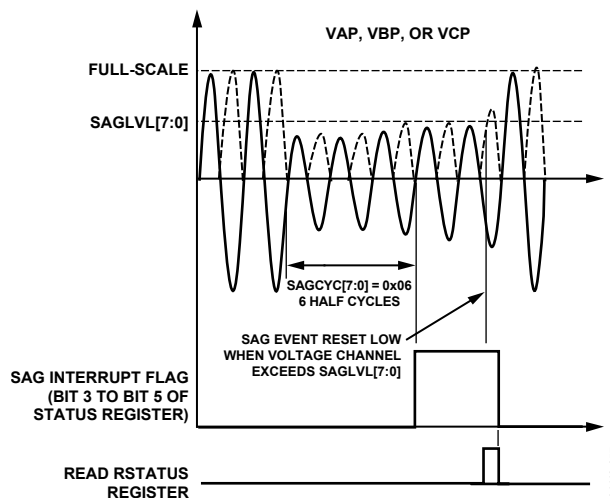 VAP, VBP, OR VCP
FULL-SCALE
SAGLVL[7:0]
SAGCYC[7:0] = 0x06
6 HALF CYCLES
SAG EVENT RESET LOW
WHEN VOLTAGE CHANNEL
EXCEEDS SAGLVL[7:0]
SAG INTERRUPT FLAG
(BIT 3 TO BIT 5 OF
STATUS REGISTER)
READ RSTATUS
REGISTER